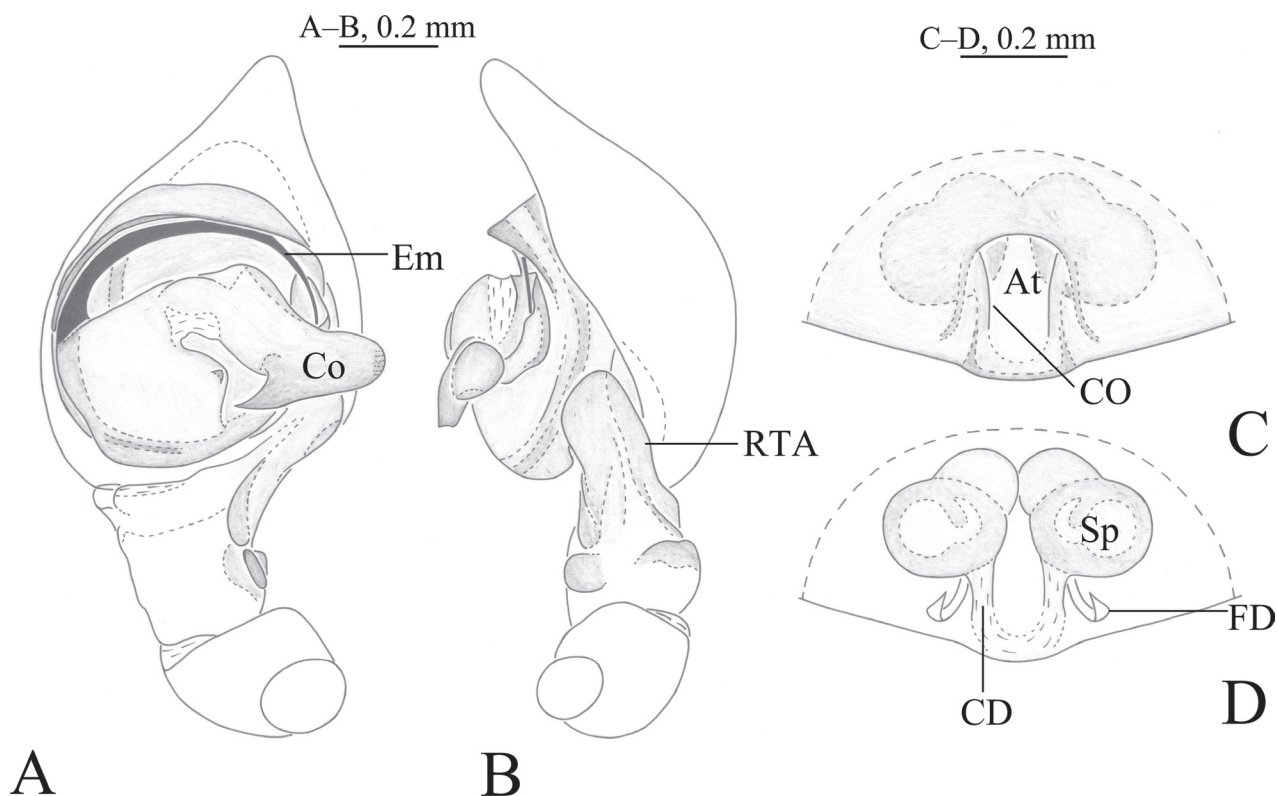 A–B, 0.2 mm
C–D, 0.2 mm
Em
Co
RTA
At
CO
C
Sp
FD
CD
D
A
B